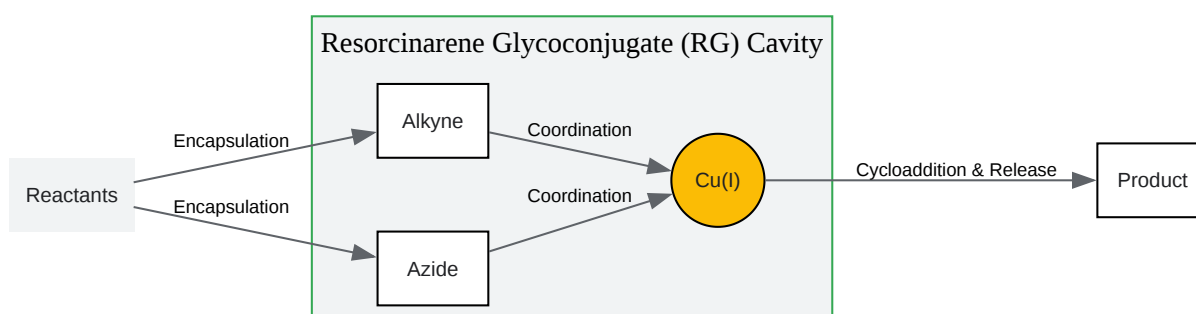 Resorcinarene Glycoconjugate (RG) Cavity
Reactants
Encapsulation
Encapsulation
Alkyne
Azide
Coordination
Coordination
Cu(I)
Cycloaddition & Release
Product